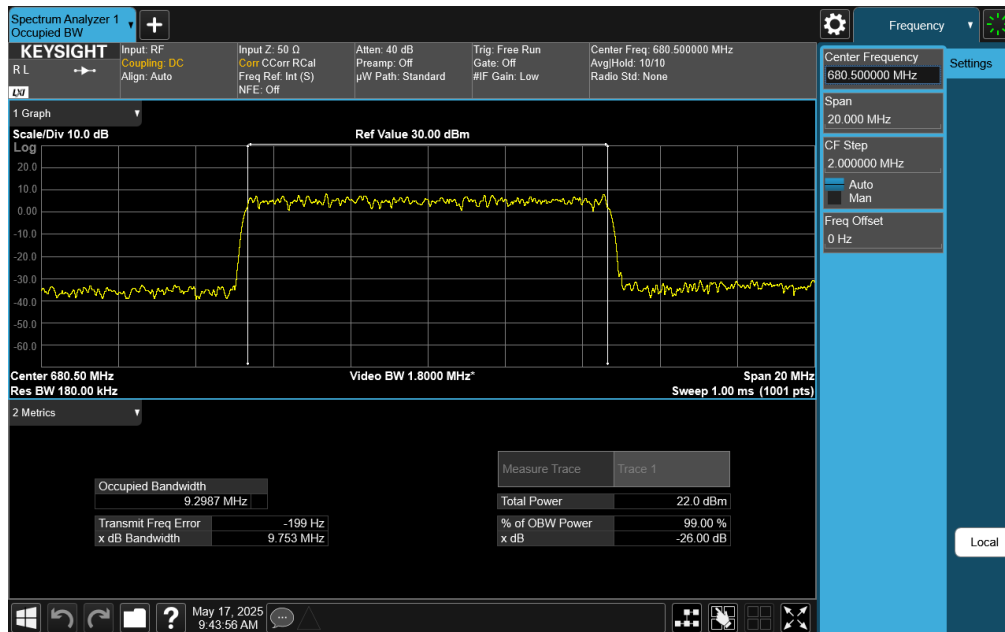 Spectrum Analyzer 1
Occupied BW
Frequency
KEYSIGHT
R L
LXI
Input: RF
Coupling: DC
Align: Auto
Input Z: 50 Ω
Corr CCorr RCal
Freq Ref: Int (S)
NFE: Off
Atten: 40 dB
Preamp: Off
µW Path: Standard
Trig: Free Run
Gate: Off
#IF Gain: Low
Center Freq: 680.500000 MHz
Avg|Hold: 10/10
Radio Std: None
Center Frequency
680.500000 MHz
Settings
Span
20.000 MHz
CF Step
2.000000 MHz
Auto
Man
Freq Offset
0 Hz
Local
1 Graph
Scale/Div 10.0 dB
Ref Value 30.00 dBm
Log
20.0
10.0
0.00
-10.0
-20.0
-30.0
-40.0
-50.0
-60.0
Center 680.50 MHz
Video BW 1.8000 MHz*
Span 20 MHz
Res BW 180.00 kHz
Sweep 1.00 ms (1001 pts)
2 Metrics
Measure Trace Trace 1
Occupied Bandwidth
9.2987 MHz
Total Power 22.0 dBm
Transmit Freq Error -199 Hz
% of OBW Power 99.00 %
x dB Bandwidth 9.753 MHz
x dB -26.00 dB
?
May 17, 2025
9:43:56 AM